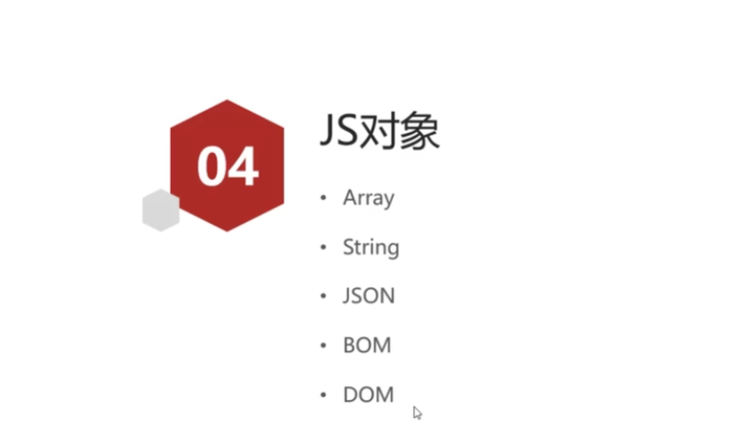 04
JS对象
• Array
• String
• JSON
• BOM
• DOM